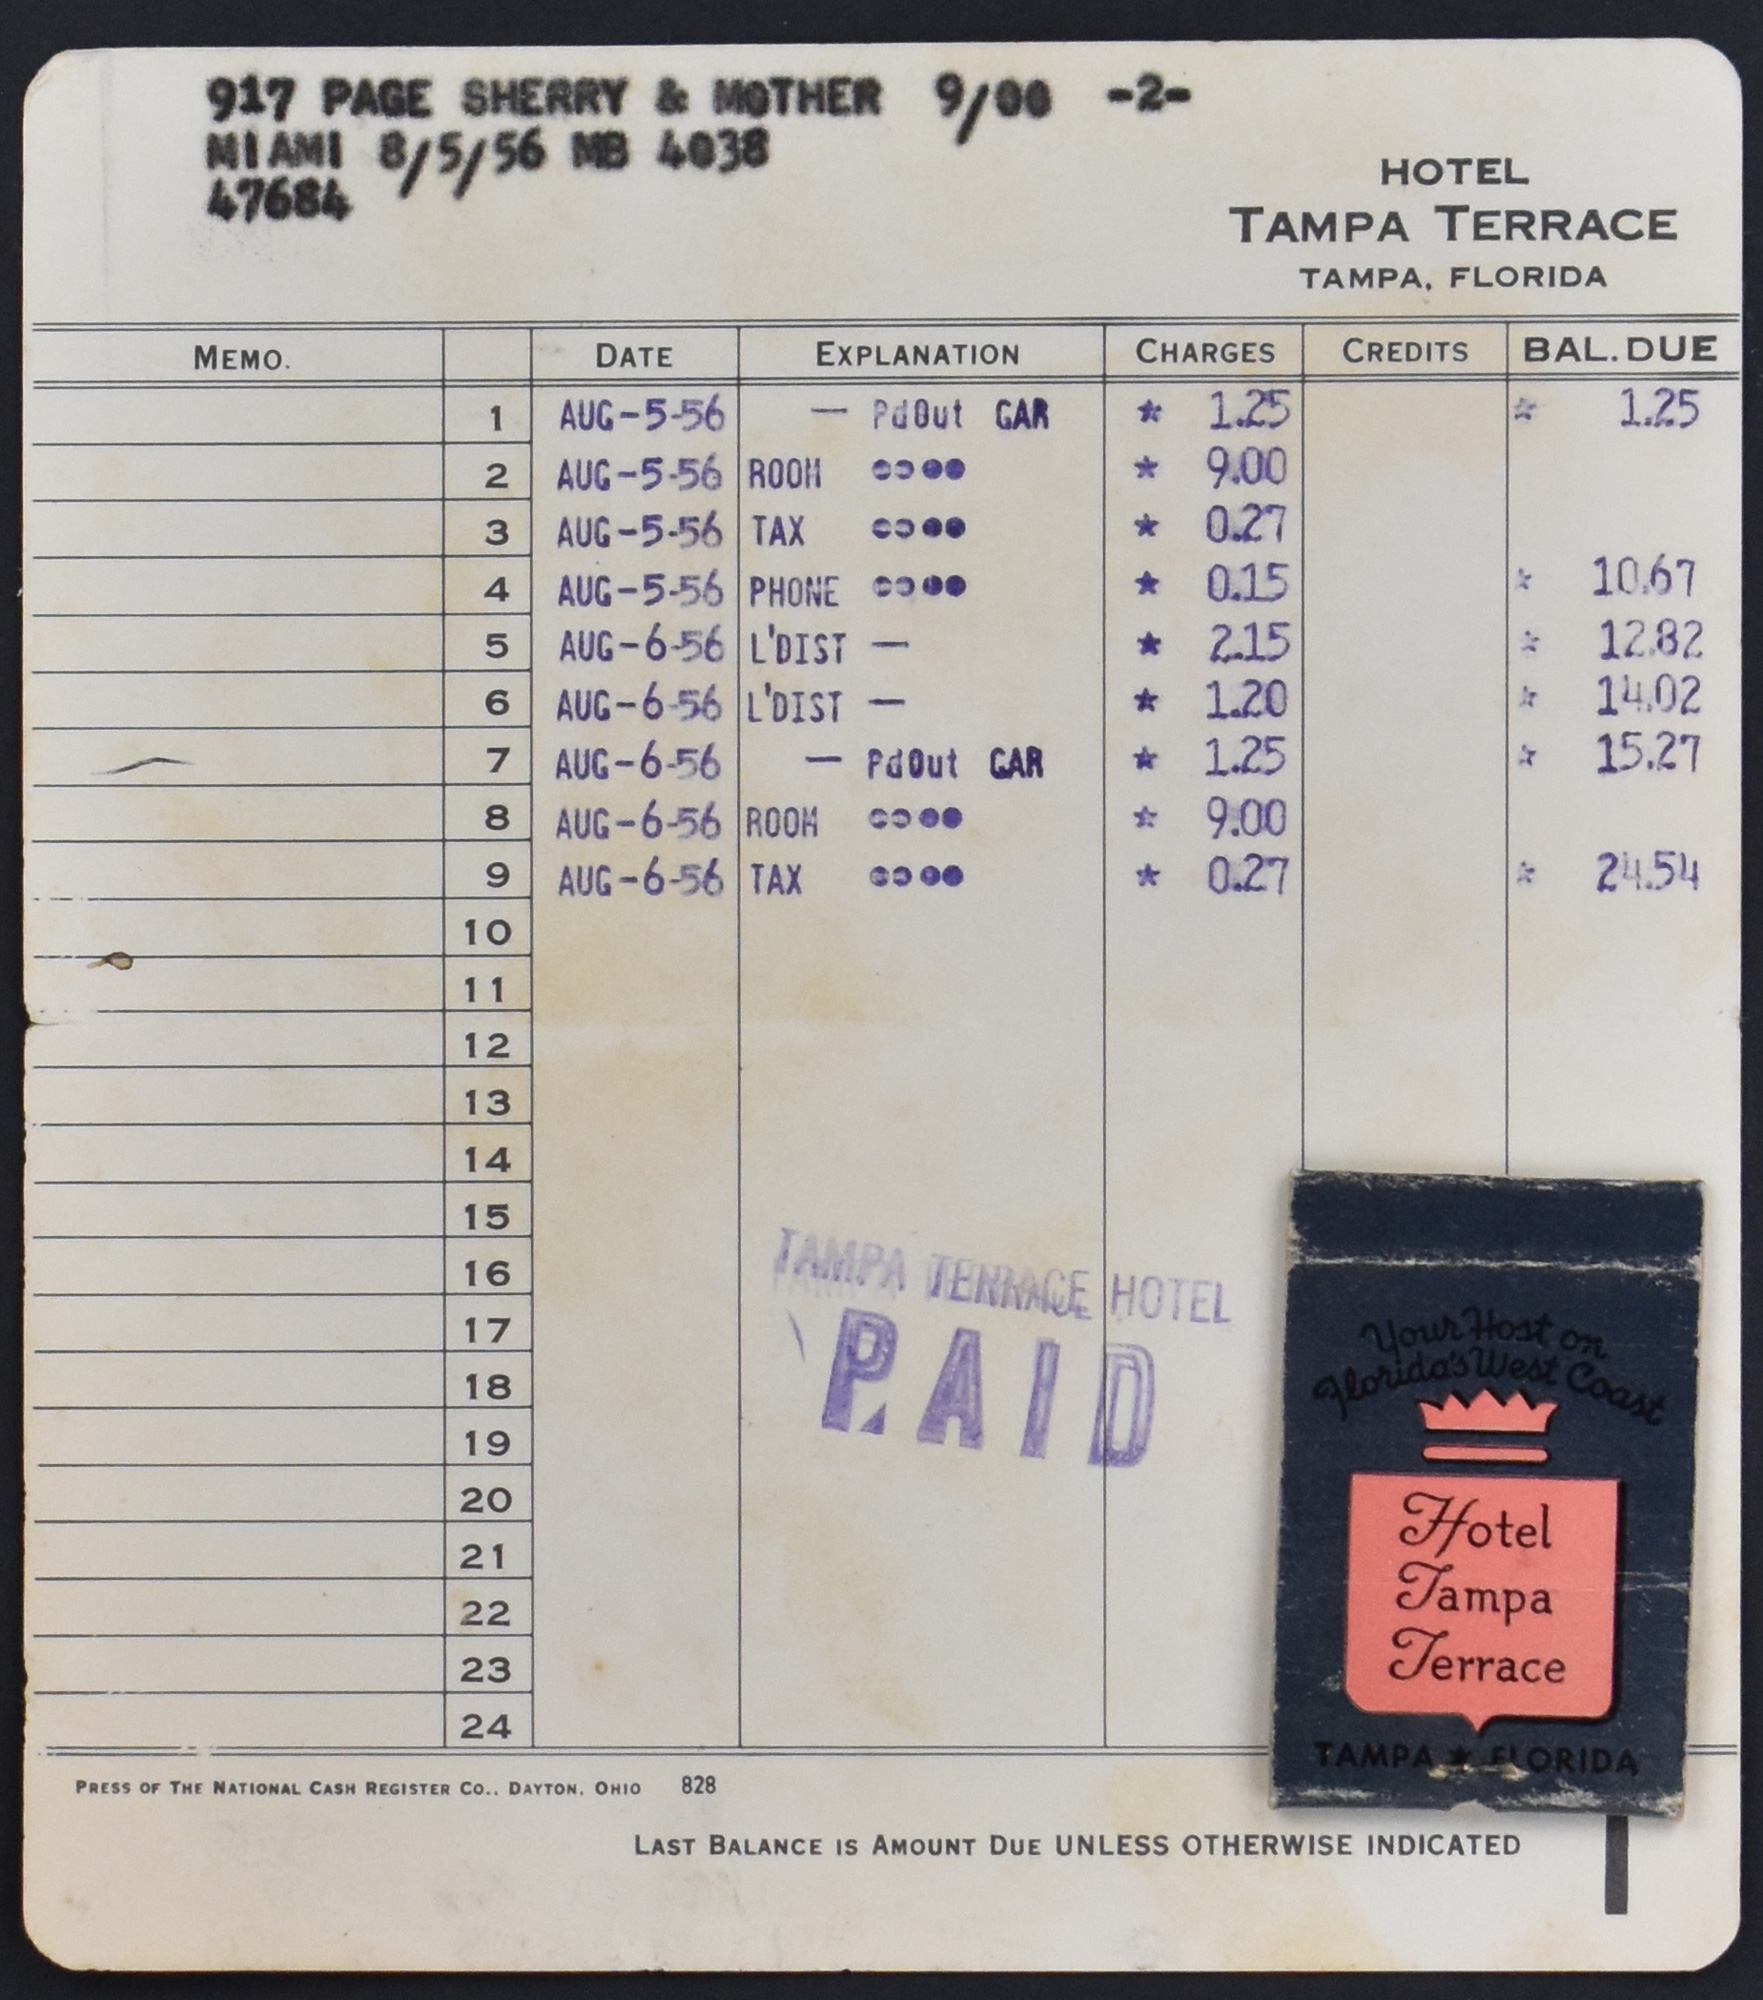 917 PAGE SHERRY & MOTHER 9/00 -2-
MIAMI 8/5/56 MB 4038
47684
HOTEL
TAMPA TERRACE
TAMPA, FLORIDA
MEMO. DATE EXPLANATION CHARGES CREDITS BAL. DUE
1 AUG-5-56 — PdOut GAR * 1.25 * 1.25
2 AUG-5-56 ROOM * 9.00
3 AUG-5-56 TAX * 0.27
4 AUG-5-56 PHONE * 0.15 * 10.67
5 AUG-6-56 L'DIST — * 2.15 * 12.82
6 AUG-6-56 L'DIST — * 1.20 * 14.02
7 AUG-6-56 — PdOut GAR * 1.25 * 15.27
8 AUG-6-56 ROOM * 9.00
9 AUG-6-56 TAX * 0.27 * 24.54
10
11
12
13
14
15
16
17
18
19
20
21
22
23
24
TAMPA TERRACE HOTEL
PAID
Your Host on
Florida's West Coast
Hotel
Tampa
Terrace
TAMPA ★ FLORIDA
PRESS OF THE NATIONAL CASH REGISTER CO., DAYTON, OHIO 828
LAST BALANCE IS AMOUNT DUE UNLESS OTHERWISE INDICATED